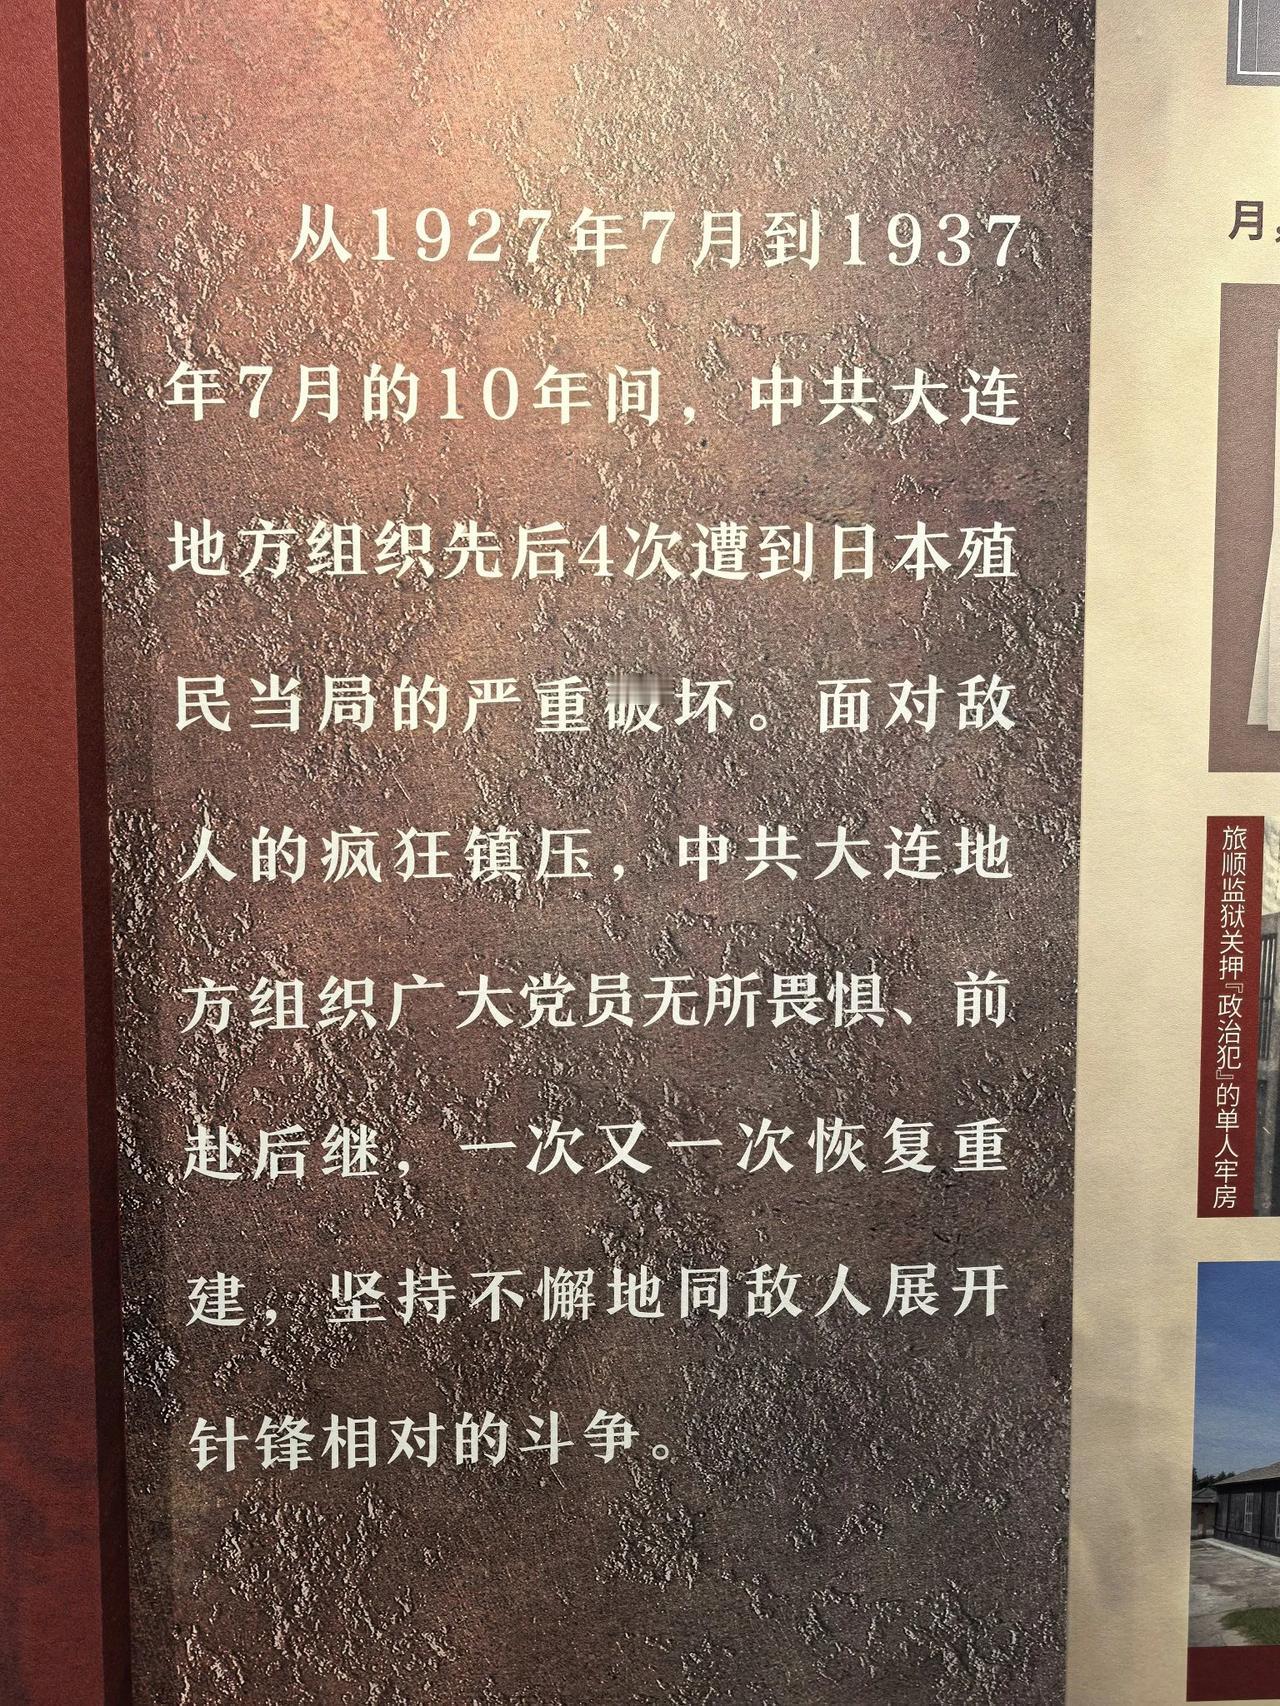 从1927年7月到1937
年7月的10年间，中共大连
地方组织先后4次遭到日本殖
民当局的严重破坏。面对敌
人的疯狂镇压，中共大连地
方组织广大党员无所畏惧、前
赴后继，一次又一次恢复重
建，坚持不懈地同敌人展开
针锋相对的斗争。
月，
旅顺监狱关押『政治犯』的单人牢房